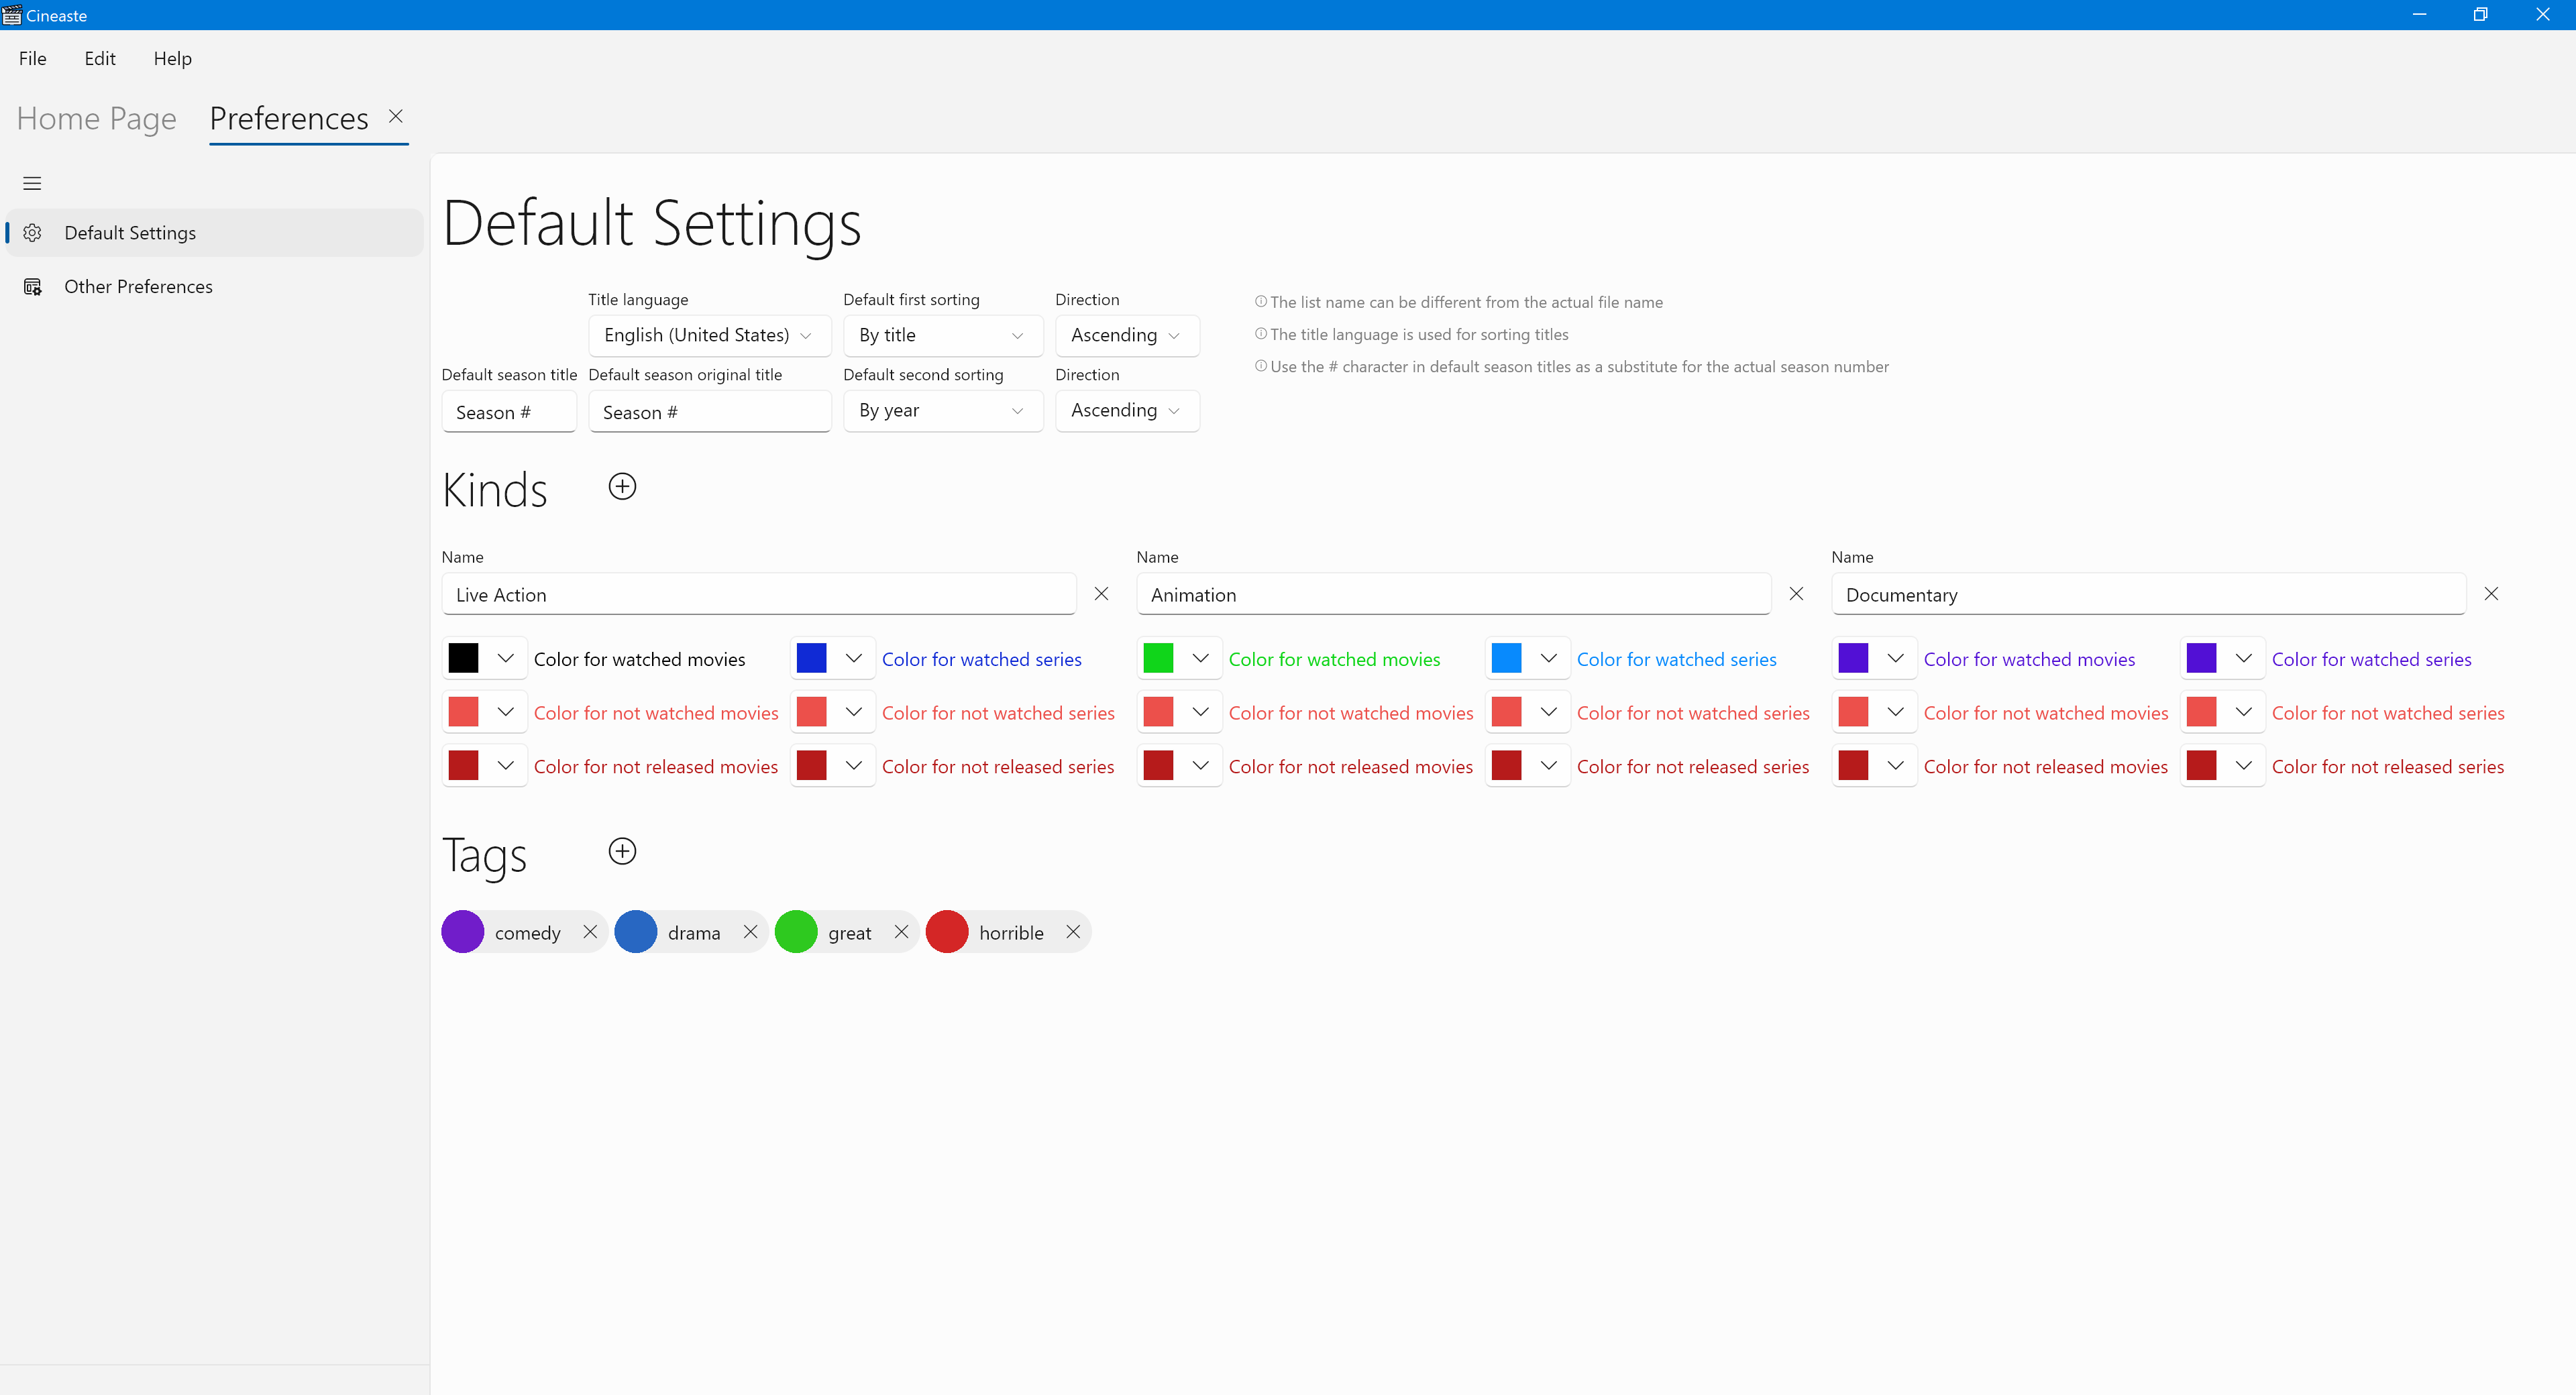 Cineaste
File Edit Help
Home Page Preferences
Default Settings
Other Preferences
Default Settings
Title language Default first sorting Direction
English (United States) By title Ascending
The list name can be different from the actual file name
The title language is used for sorting titles
Use the # character in default season titles as a substitute for the actual season number
Default season title Default season original title Default second sorting Direction
Season # Season # By year Ascending
Kinds
Name Name Name
Live Action Animation Documentary
Color for watched movies Color for watched series Color for watched movies Color for watched series Color for watched movies Color for watched series
Color for not watched movies Color for not watched series Color for not watched movies Color for not watched series Color for not watched movies Color for not watched series
Color for not released movies Color for not released series Color for not released movies Color for not released series Color for not released movies Color for not released series
Tags
comedy drama great horrible